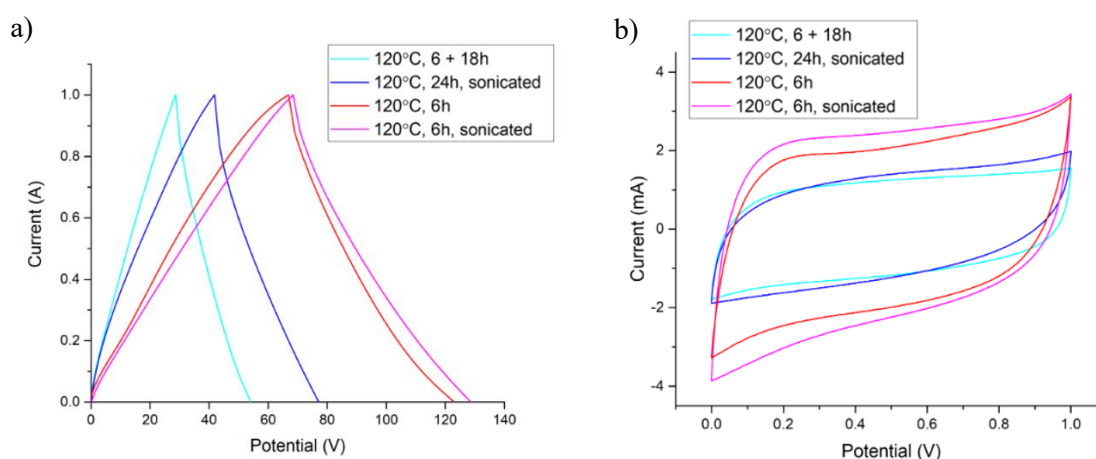 a)
120°C, 6 + 18h
120°C, 24h, sonicated
120°C, 6h
120°C, 6h, sonicated
Current (A)
1.0
0.8
0.6
0.4
0.2
0.0
0
20
40
60
80
100
120
140
Potential (V)
b)
120°C, 6 + 18h
120°C, 24h, sonicated
120°C, 6h
120°C, 6h, sonicated
Current (mA)
4
2
0
-2
-4
0.0
0.2
0.4
0.6
0.8
1.0
Potential (V)